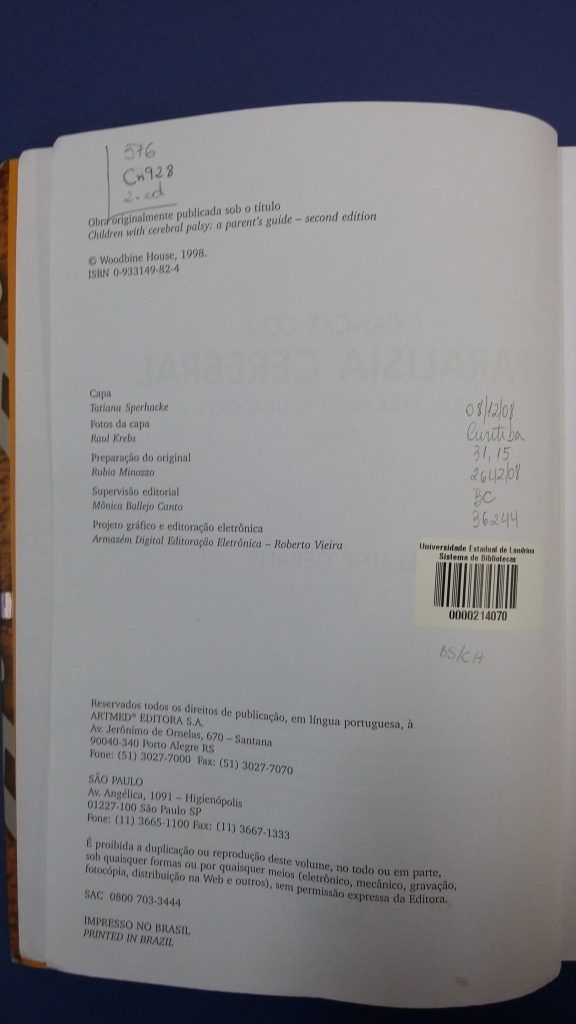 376
Cn928
2.ed
Obra originalmente publicada sob o título
Children with cerebral palsy: a parent's guide – second edition
© Woodbine House, 1998.
ISBN 0-933149-82-4
CRIANÇAS COM
PARALISIA CEREBRAL
Capa
Tatiana Sperhacke
Fotos da capa
Raul Krebs
Preparação do original
Rubia Minozzo
Supervisão editorial
Mônica Ballejo Canto
Projeto gráfico e editoração eletrônica
Armazém Digital Editoração Eletrônica – Roberto Vieira
08/12/08
Curitiba
31,15
2642/08
BC
36244
Universidade Estadual de Londrina
Sistema de Bibliotecas
0000214070
BS/CH
Reservados todos os direitos de publicação, em língua portuguesa, à
ARTMED® EDITORA S.A.
Av. Jerônimo de Ornelas, 670 – Santana
90040-340 Porto Alegre RS
Fone: (51) 3027-7000 Fax: (51) 3027-7070
SÃO PAULO
Av. Angélica, 1091 – Higienópolis
01227-100 São Paulo SP
Fone: (11) 3665-1100 Fax: (11) 3667-1333
É proibida a duplicação ou reprodução deste volume, no todo ou em parte,
sob quaisquer formas ou por quaisquer meios (eletrônico, mecânico, gravação,
fotocópia, distribuição na Web e outros), sem permissão expressa da Editora.
SAC 0800 703-3444
IMPRESSO NO BRASIL
PRINTED IN BRAZIL